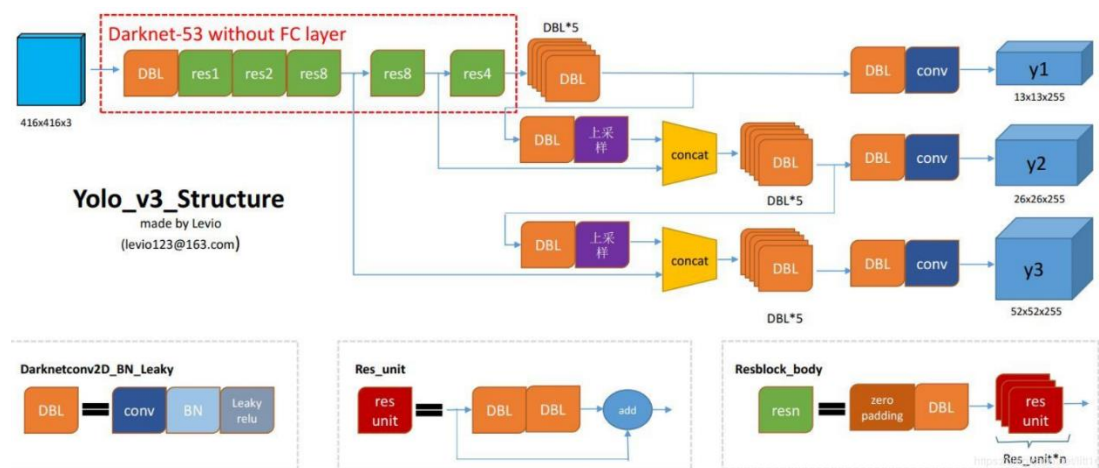 Darknet-53 without FC layer
DBL*5
DBL
res1
res2
res8
res8
res4
DBL
DBL
conv
y1
416x416x3
13x13x255
DBL
上采
样
concat
DBL
DBL
conv
y2
DBL*5
26x26x255
Yolo_v3_Structure
made by Levio
(levio123@163.com)
DBL
上采
样
concat
DBL
DBL
conv
y3
DBL*5
52x52x255
Darknetconv2D_BN_Leaky
DBL
conv
BN
Leaky
relu
Res_unit
res
unit
DBL
DBL
add
Resblock_body
resn
zero
padding
DBL
res
unit
Res_unit*n